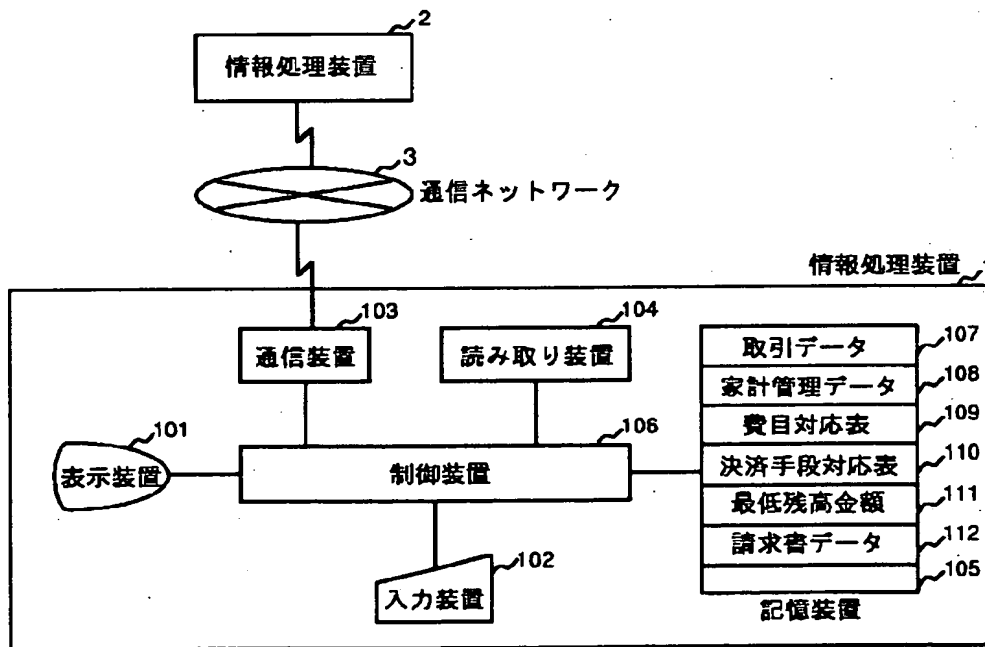 2
情報処理装置
3
通信ネットワーク
情報処理装置
103
通信装置
104
読み取り装置
101
表示装置
106
制御装置
102
入力装置
取引データ
107
家計管理データ
108
費目対応表
109
決済手段対応表
110
最低残高金額
111
請求書データ
112
105
記憶装置